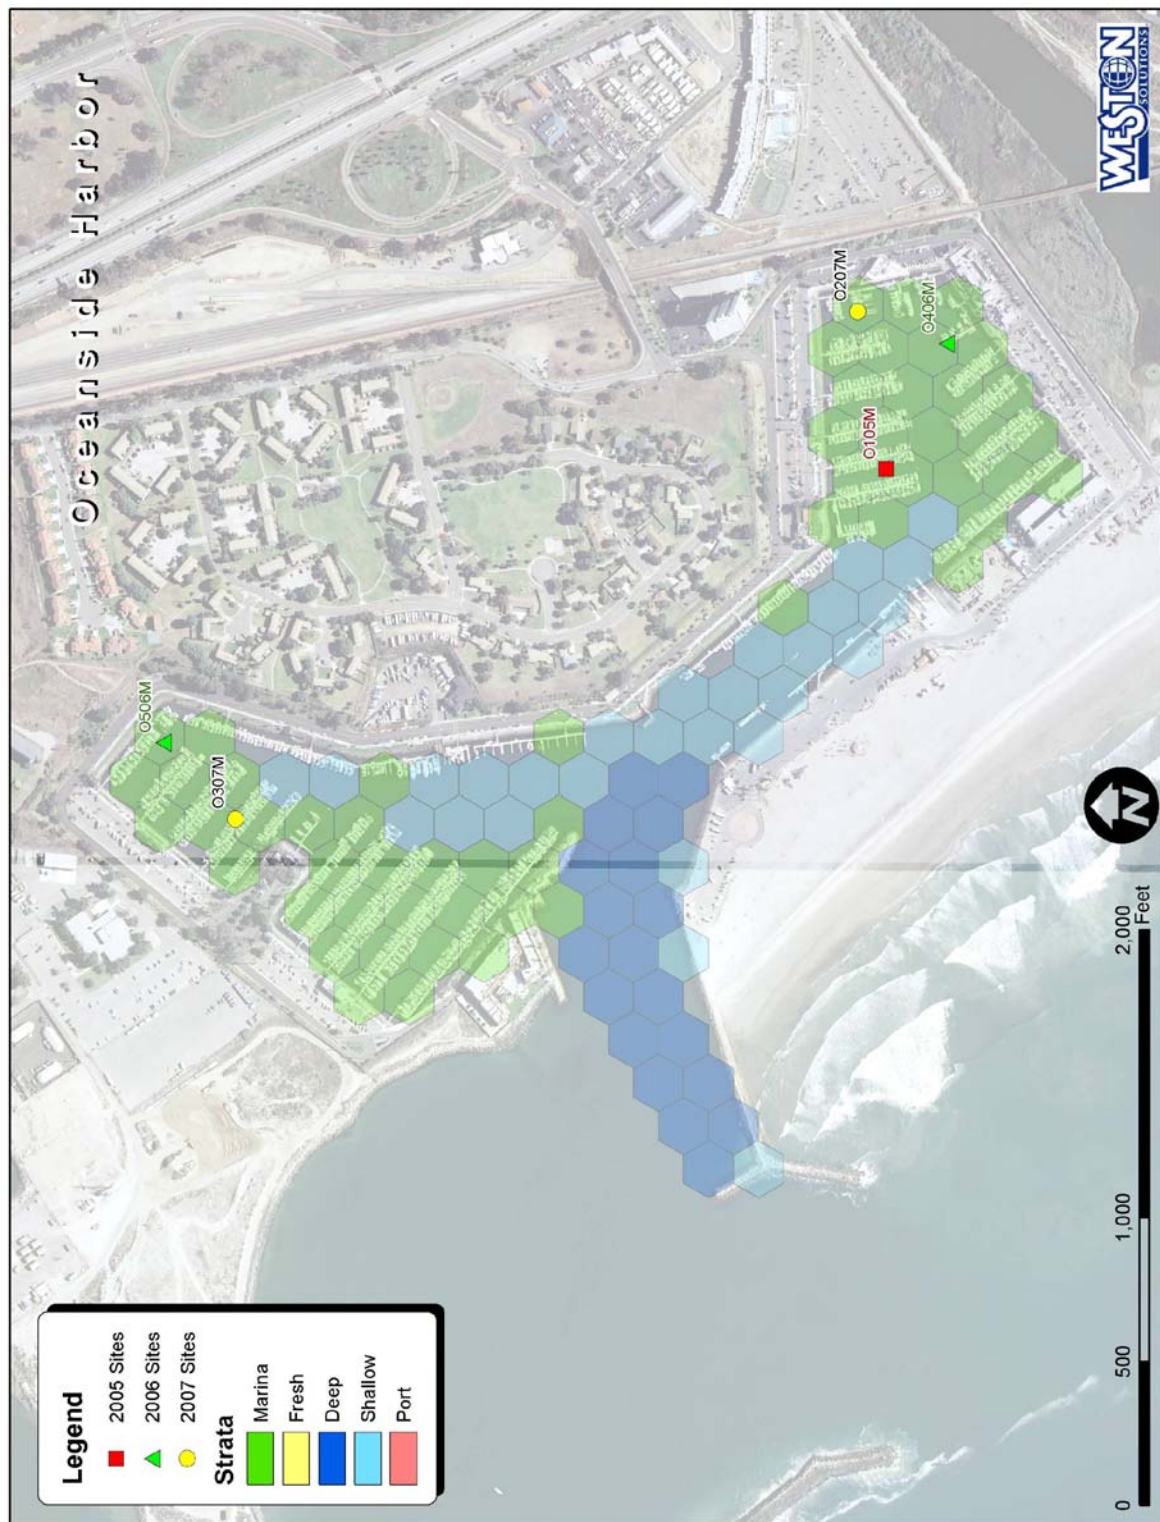 Oceanside Harbor
Legend
2005 Sites
2006 Sites
2007 Sites
Strata
Marina
Fresh
Deep
Shallow
Port
O506M
O307M
O207M
O406M
O105M
0
500
1,000
2,000
Feet
N
WESTON
SOLUTIONS